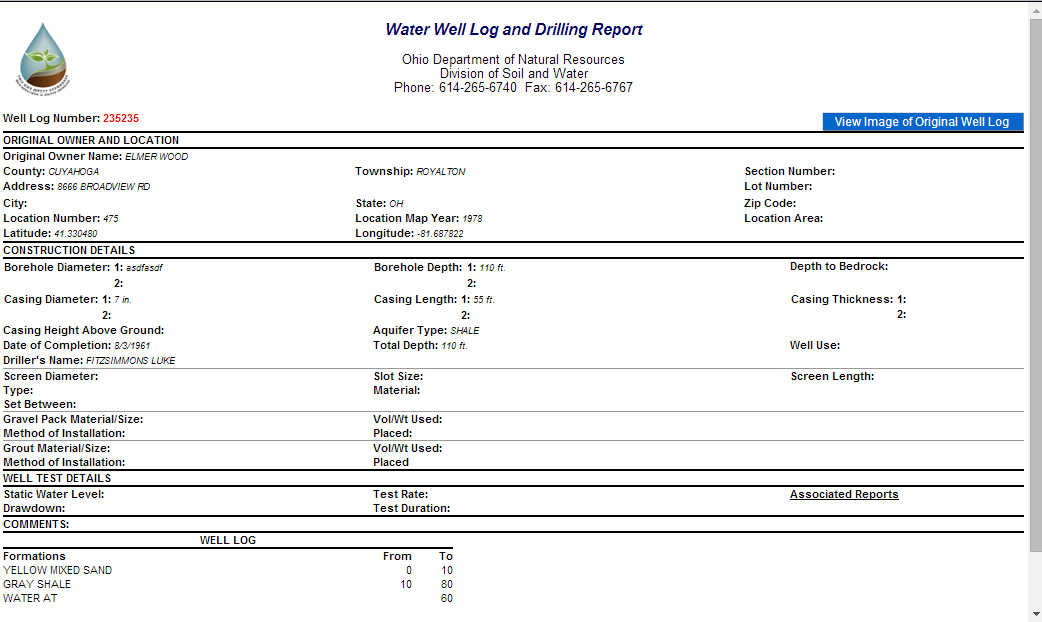 Water Well Log and Drilling Report
Ohio Department of Natural Resources
Division of Soil and Water
Phone: 614-265-6740 Fax: 614-265-6767
Well Log Number: 235235
View Image of Original Well Log
ORIGINAL OWNER AND LOCATION
Original Owner Name: ELMER WOOD
County: CUYAHOGA Township: ROYALTON Section Number:
Address: 8666 BROADVIEW RD Lot Number:
City: State: OH Zip Code:
Location Number: 475 Location Map Year: 1978 Location Area:
Latitude: 41.330480 Longitude: -81.687822
CONSTRUCTION DETAILS
Borehole Diameter: 1: asdfasdf Borehole Depth: 1: 110 ft. Depth to Bedrock:
2: 2:
Casing Diameter: 1: 7 in. Casing Length: 1: 55 ft. Casing Thickness: 1:
2: 2: 2:
Casing Height Above Ground: Aquifer Type: SHALE
Date of Completion: 8/3/1961 Total Depth: 110 ft. Well Use:
Driller's Name: FITZSIMMONS LUKE
Screen Diameter: Slot Size: Screen Length:
Type: Material:
Set Between:
Gravel Pack Material/Size: Vol/Wt Used:
Method of Installation: Placed:
Grout Material/Size: Vol/Wt Used:
Method of Installation: Placed
WELL TEST DETAILS
Static Water Level: Test Rate: Associated Reports
Drawdown: Test Duration:
COMMENTS:
WELL LOG
Formations From To
YELLOW MIXED SAND 0 10
GRAY SHALE 10 80
WATER AT 60